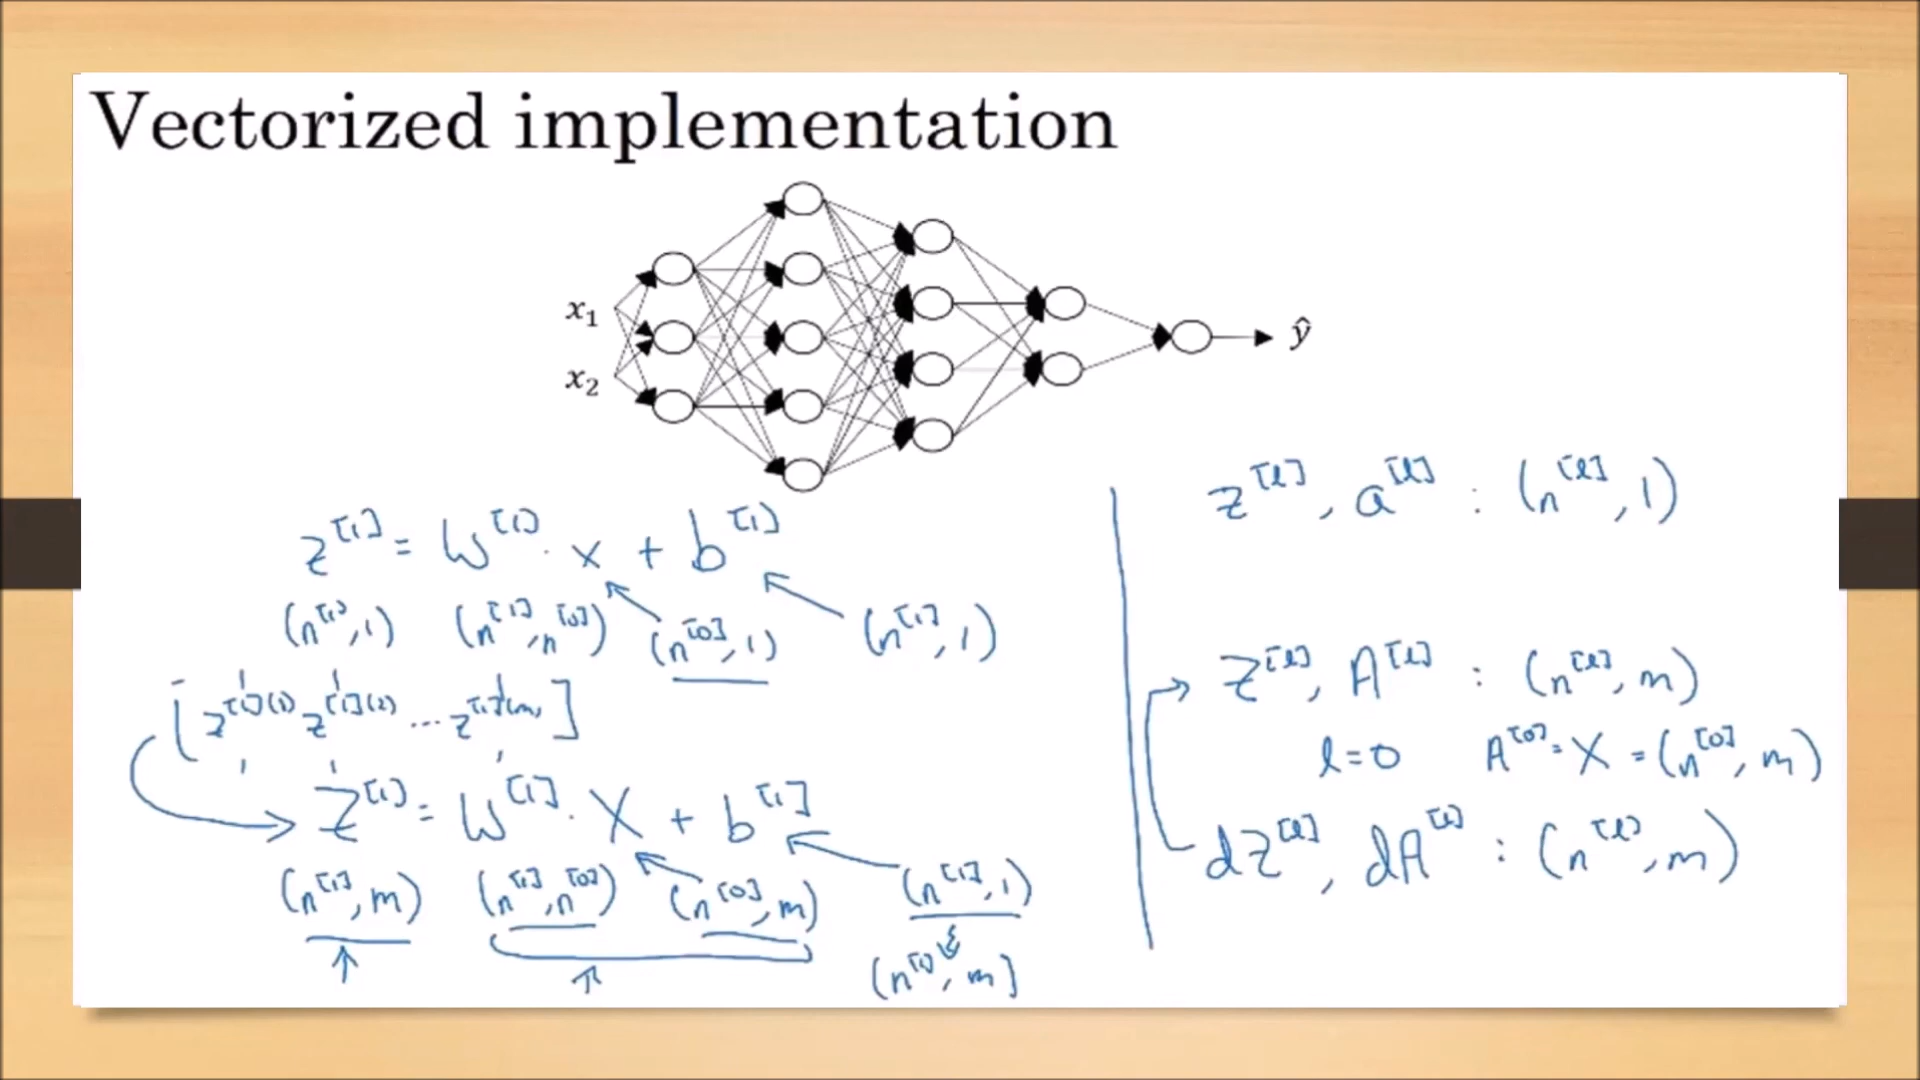 Vectorized implementation
x₁
x₂
ŷ
z^[1] = W^[1] · x + b^[1]
(n^[1], 1) (n^[1], n^[0]) (n^[0], 1) (n^[1], 1)
[z^[1](1) z^[1](2) ... z^[1](m)]
Z^[1] = W^[1] · X + b^[1]
(n^[1], m) (n^[1], n^[0]) (n^[0], m) (n^[1], 1)
(n^[1], m)
z^[l], a^[l] : (n^[l], 1)
Z^[l], A^[l] : (n^[l], m)
l=0 A^[0] = X = (n^[0], m)
dZ^[l], dA^[l] : (n^[l], m)